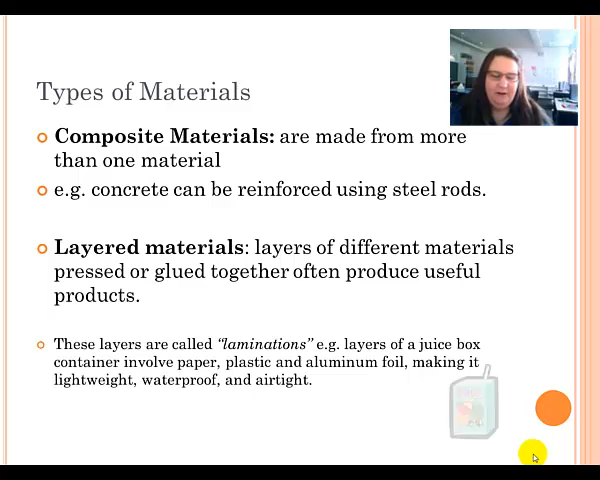 Types of Materials
Composite Materials: are made from more
than one material
e.g. concrete can be reinforced using steel rods.
Layered materials: layers of different materials
pressed or glued together often produce useful
products.
These layers are called “laminations” e.g. layers of a juice box
container involve paper, plastic and aluminum foil, making it
lightweight, waterproof, and airtight.